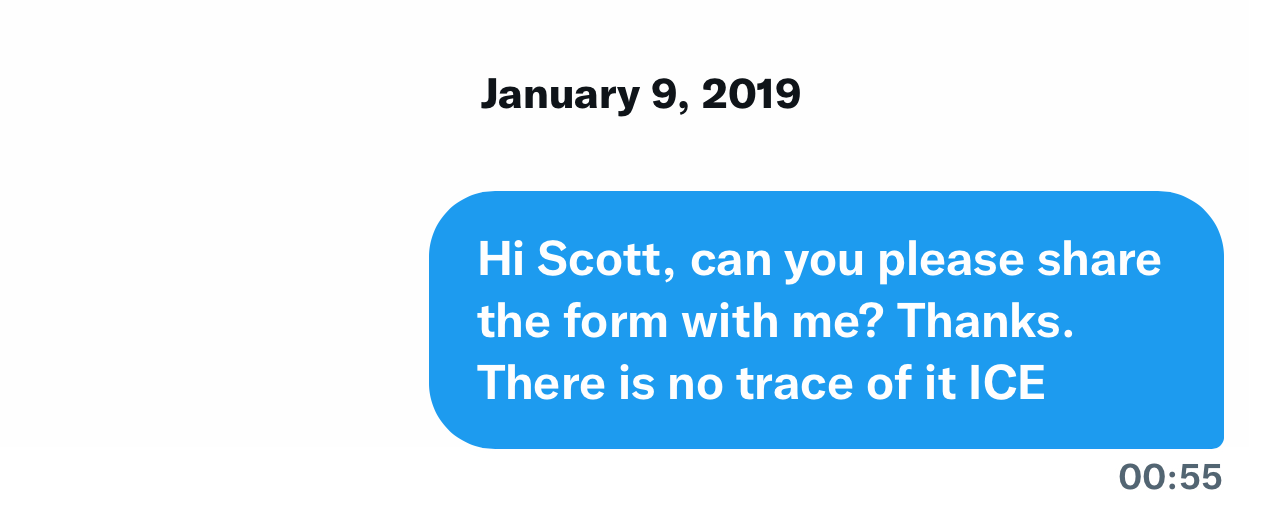 January 9, 2019
Hi Scott, can you please share
the form with me? Thanks.
There is no trace of it ICE
00:55